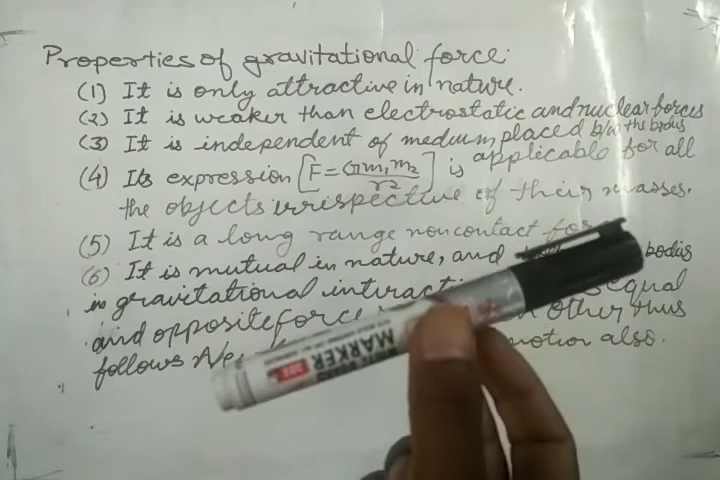 Properties of gravitational force:
(1) It is only attractive in nature.
(2) It is weaker than electrostatic and nuclear forces
(3) It is independent of medium placed b/w the bodies
(4) Its expression [F = Gm1m2/r2] is applicable for all
the objects irrispective of their masses.
(5) It is a long range noncontact
(6) It is mutual in nature, and bodies
in gravitational equal
and opposite force other thus
follows motion also.
MARKER